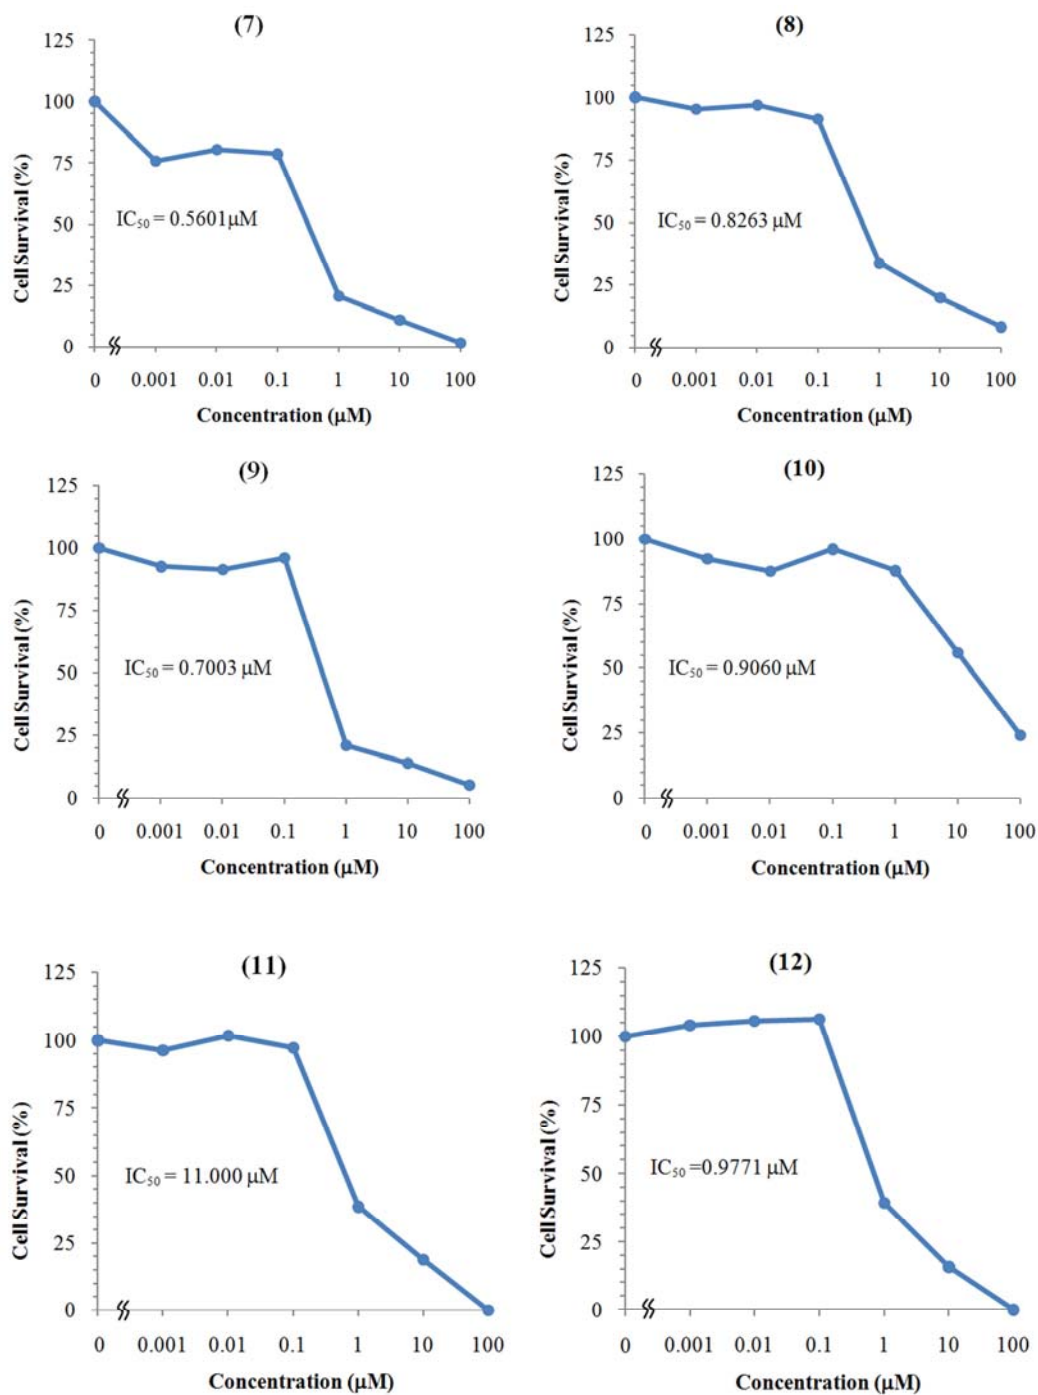 (7)
125
100
75
50
25
0
Cell Survival (%)
IC₅₀ = 0.5601μM
0 0.001 0.01 0.1 1 10 100
Concentration (μM)
(8)
125
100
75
50
25
0
Cell Survival (%)
IC₅₀ = 0.8263 μM
0 0.001 0.01 0.1 1 10 100
Concentration (μM)
(9)
125
100
75
50
25
0
Cell Survival (%)
IC₅₀ = 0.7003 μM
0 0.001 0.01 0.1 1 10 100
Concentration (μM)
(10)
125
100
75
50
25
0
Cell Survival (%)
IC₅₀ = 0.9060 μM
0 0.001 0.01 0.1 1 10 100
Concentration (μM)
(11)
125
100
75
50
25
0
Cell Survival (%)
IC₅₀ = 11.000 μM
0 0.001 0.01 0.1 1 10 100
Concentration (μM)
(12)
125
100
75
50
25
0
Cell Survival (%)
IC₅₀ =0.9771 μM
0 0.001 0.01 0.1 1 10 100
Concentration (μM)